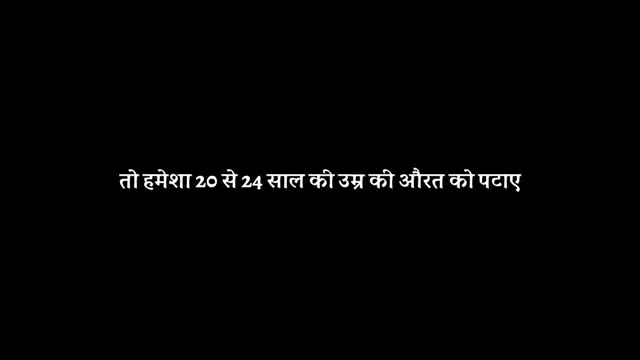 तो हमेशा 20 से 24 साल की उम्र की औरत को पटाए